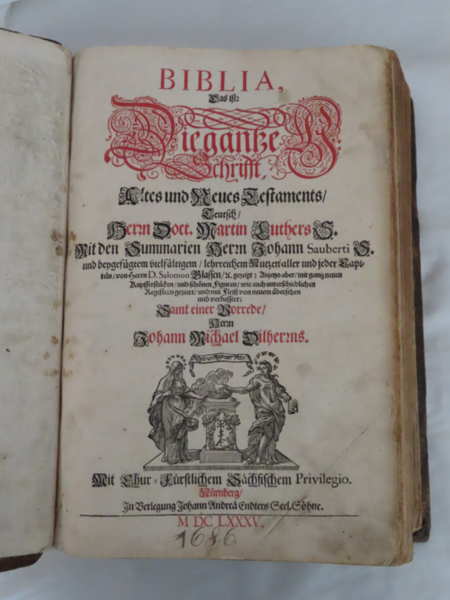 BIBLIA,
Das ist:
Die gantze H.
Schrifft,
Altes und Neues Testaments/
Teutsch/
Herrn Doct. Martin Luthers S.
Mit den Summarien Herrn Johann Sauberti S.
und beygefügtem vielfältigem / lehrreichem Nutzen aller und jeder Capi-
teln / von Herrn D. Salomon Glassen / ꝛc. gezeigt; Anjetzo aber / mit gantz neuen
Kupfferstücken / und schönen Figuren / wie auch unterschiedlichen
Registern geziert / und mit Fleiß von neuem übersehen
und verbessert:
Samt einer Vorrede /
Herrn
Johann Michael Dilherrns.
Mit Chur-Fürstlichem Sächsischem Privilegio.
Nürnberg /
In Verlegung Johann Andreä Endters Seel. Söhne.
M DC LXXXV.
1686